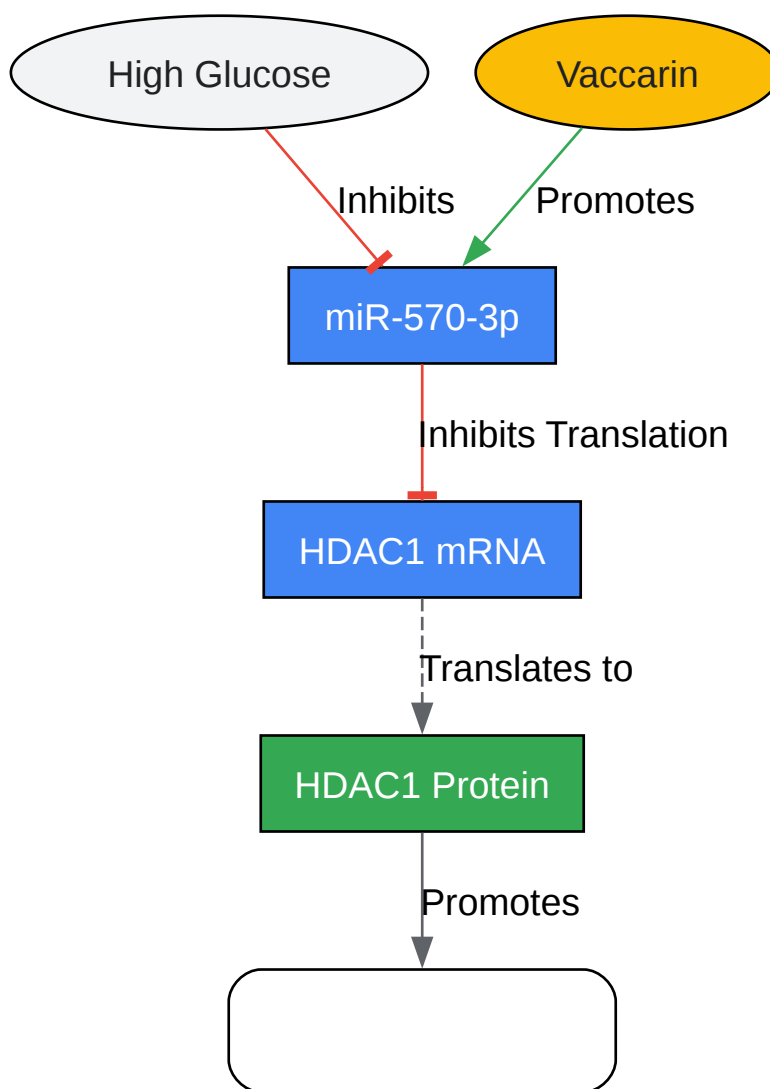 High Glucose
Vaccarin
Inhibits
Promotes
miR-570-3p
Inhibits Translation
HDAC1 mRNA
Translates to
HDAC1 Protein
Promotes